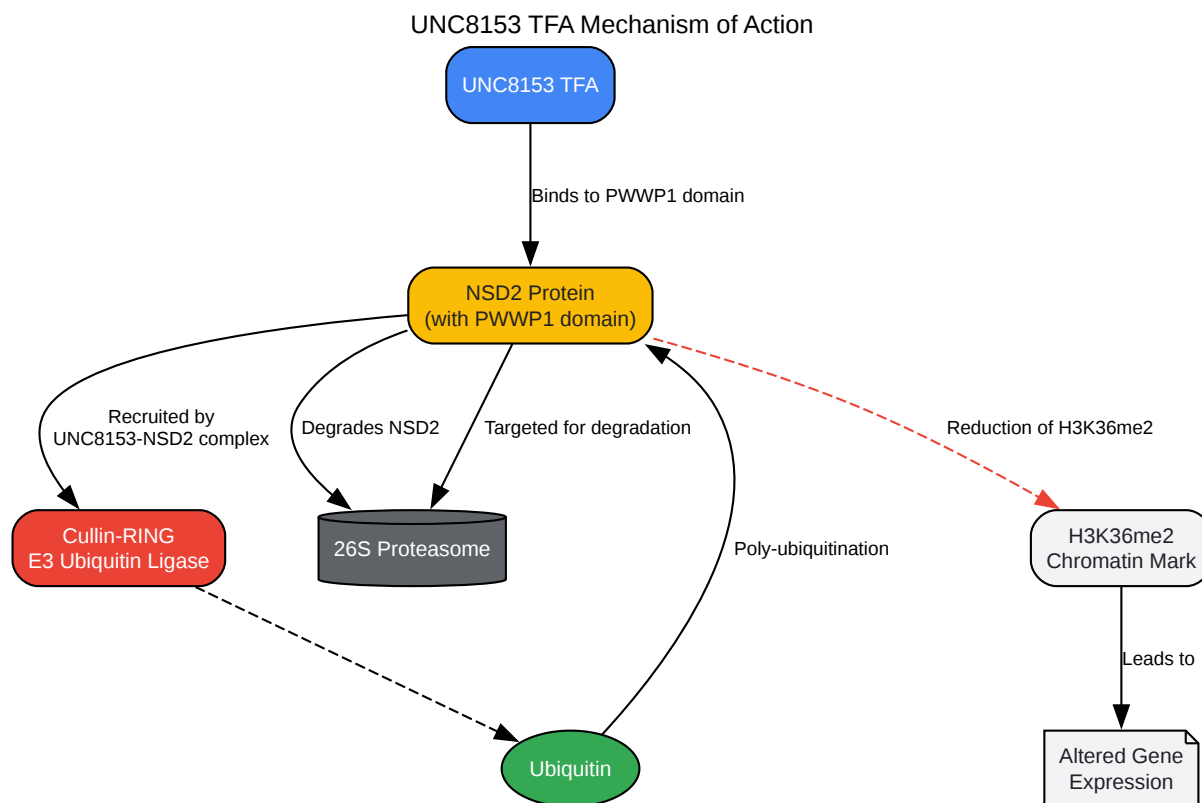 UNC8153 TFA Mechanism of Action
UNC8153 TFA
Binds to PWWP1 domain
NSD2 Protein
(with PWWP1 domain)
Recruited by
UNC8153-NSD2 complex
Degrades NSD2
Targeted for degradation
Reduction of H3K36me2
Cullin-RING
E3 Ubiquitin Ligase
26S Proteasome
Poly-ubiquitination
H3K36me2
Chromatin Mark
Leads to
Ubiquitin
Altered Gene
Expression